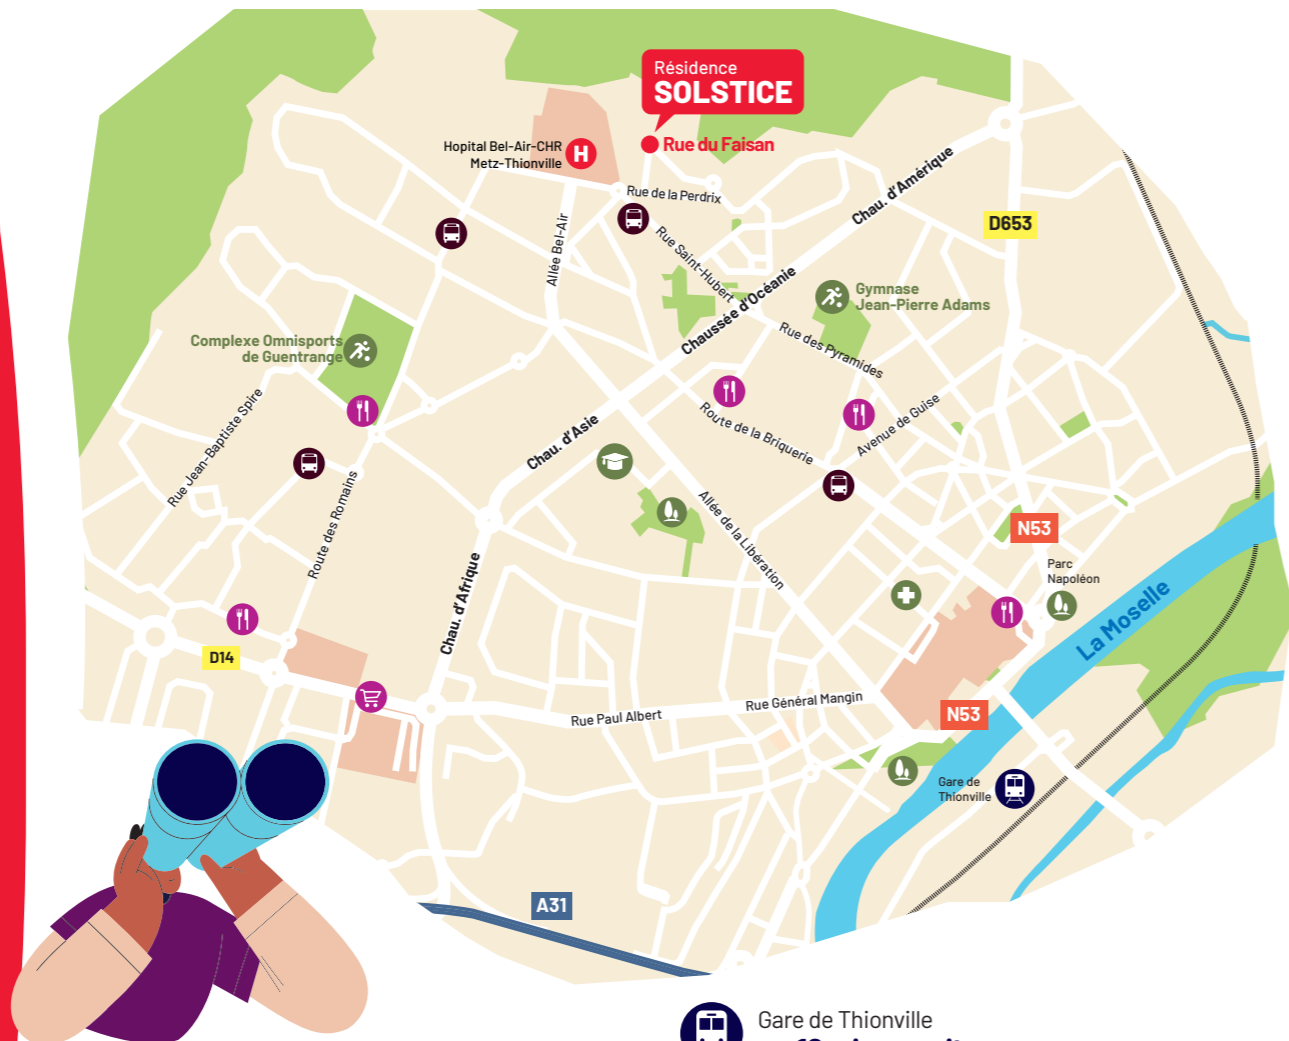 Résidence
SOLSTICE
Rue du Faisan
Hopital Bel-Air-CHR
Metz-Thionville
H
Rue de la Perdrix
Chau. d'Amérique
D653
Allée Bel-Air
Rue Saint-Hubert
Chaussée d'Océanie
Gymnase
Jean-Pierre Adams
Rue des Pyramides
Complexe Omnisports
de Guentrange
Rue Jean-Baptiste Spire
Route de la Briquerie
Avenue de Guise
Chau. d'Asie
Route des Romains
Allée de la Libération
N53
Parc
Napoléon
Chau. d'Afrique
La Moselle
D14
Rue Paul Albert
Rue Général Mangin
N53
Gare de
Thionville
A31
Gare de Thionville